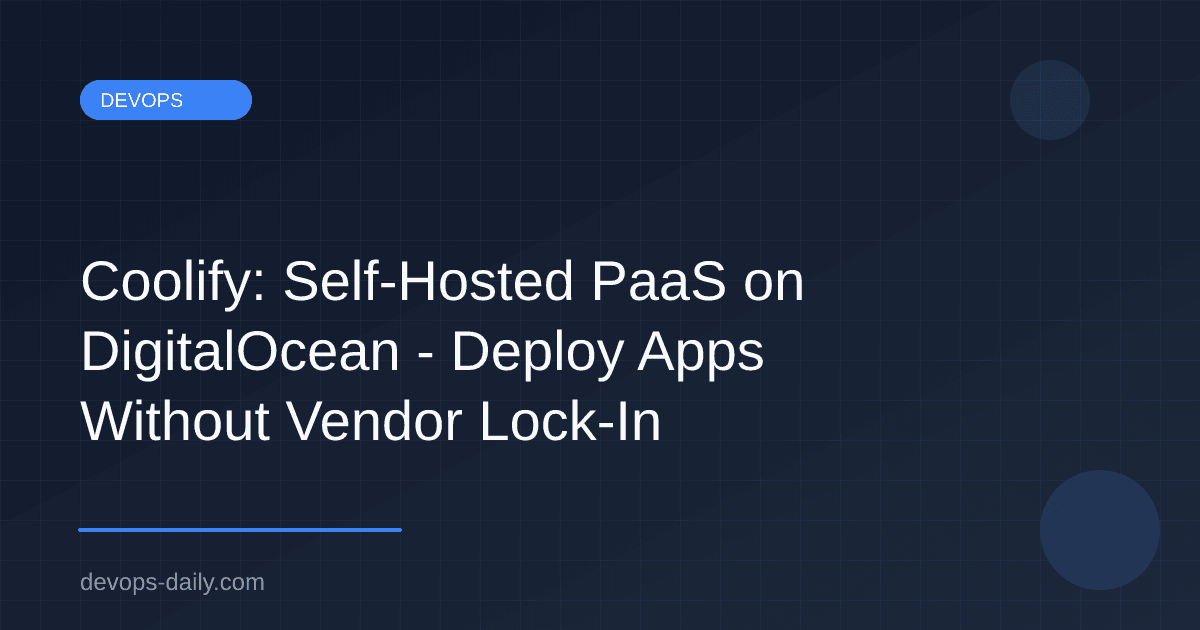 DEVOPS
Coolify: Self-Hosted PaaS on
DigitalOcean - Deploy Apps
Without Vendor Lock-In
devops-daily.com